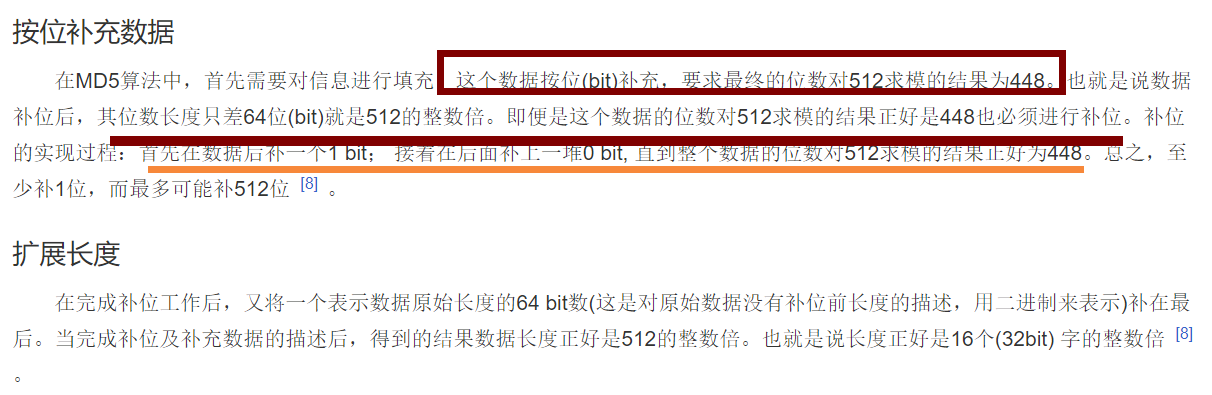 按位补充数据
在MD5算法中，首先需要对信息进行填充，这个数据按位(bit)补充，要求最终的位数对512求模的结果为448。也就是说数据
补位后，其位数长度只差64位(bit)就是512的整数倍。即便是这个数据的位数对512求模的结果正好是448也必须进行补位。补位
的实现过程：首先在数据后补一个1 bit； 接着在后面补上一堆0 bit, 直到整个数据的位数对512求模的结果正好为448。总之，至
少补1位，而最多可能补512位 [8] 。
扩展长度
在完成补位工作后，又将一个表示数据原始长度的64 bit数(这是对原始数据没有补位前长度的描述，用二进制来表示)补在最
后。当完成补位及补充数据的描述后，得到的结果数据长度正好是512的整数倍。也就是说长度正好是16个(32bit) 字的整数倍 [8]
。